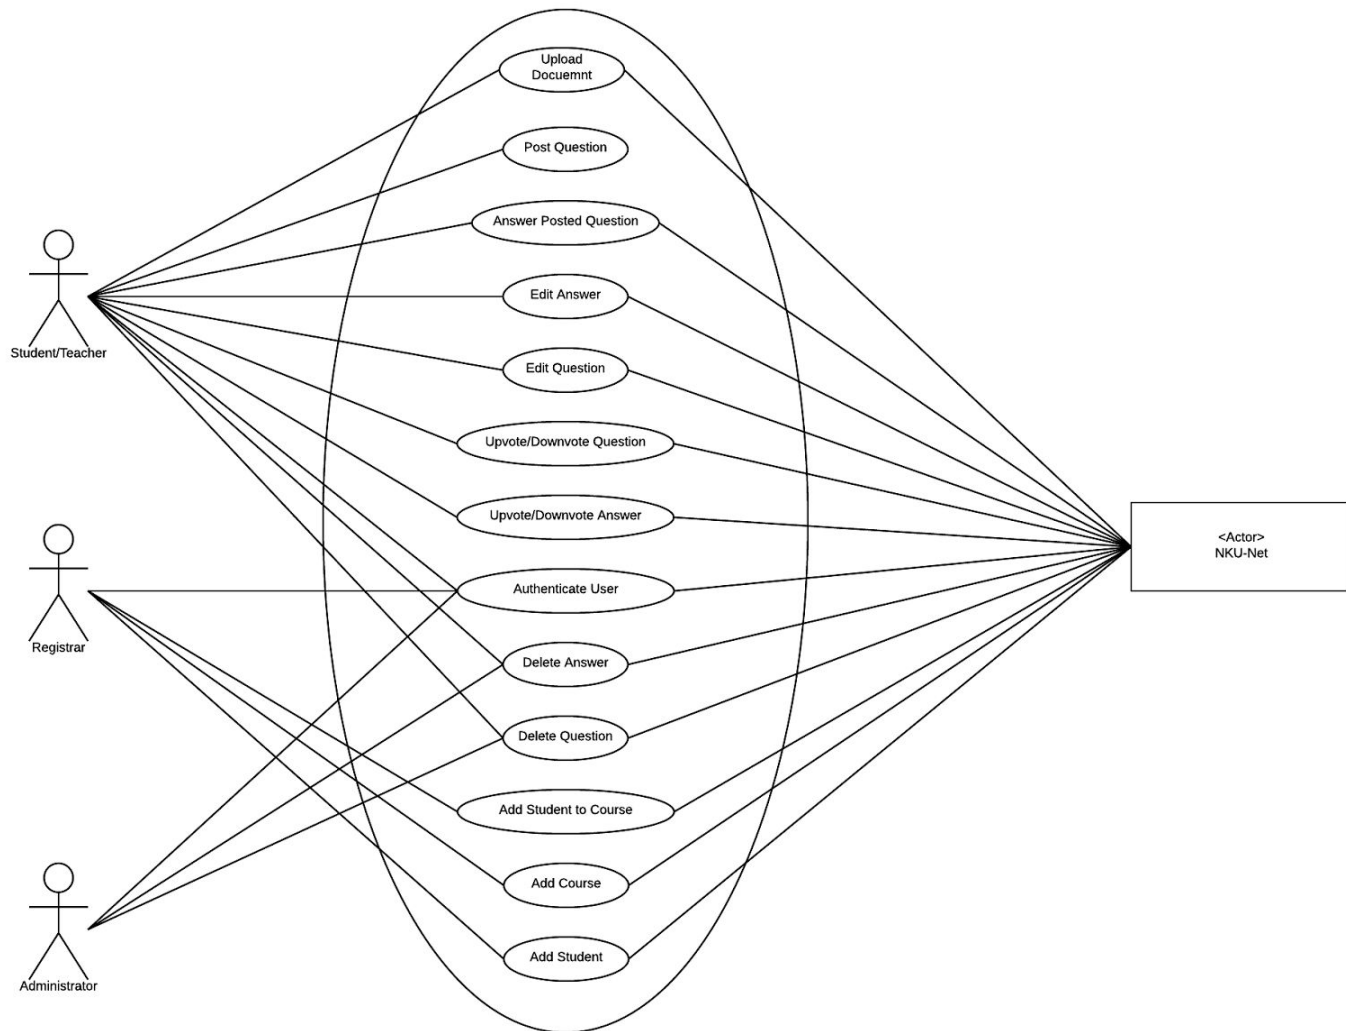 Upload
Docuemnt
Post Question
Answer Posted Question
Student/Teacher
Edit Answer
Edit Question
Upvote/Downvote Question
Upvote/Downvote Answer
<Actor>
NKU-Net
Registrar
Authenticate User
Delete Answer
Delete Question
Add Student to Course
Add Course
Add Student
Administrator